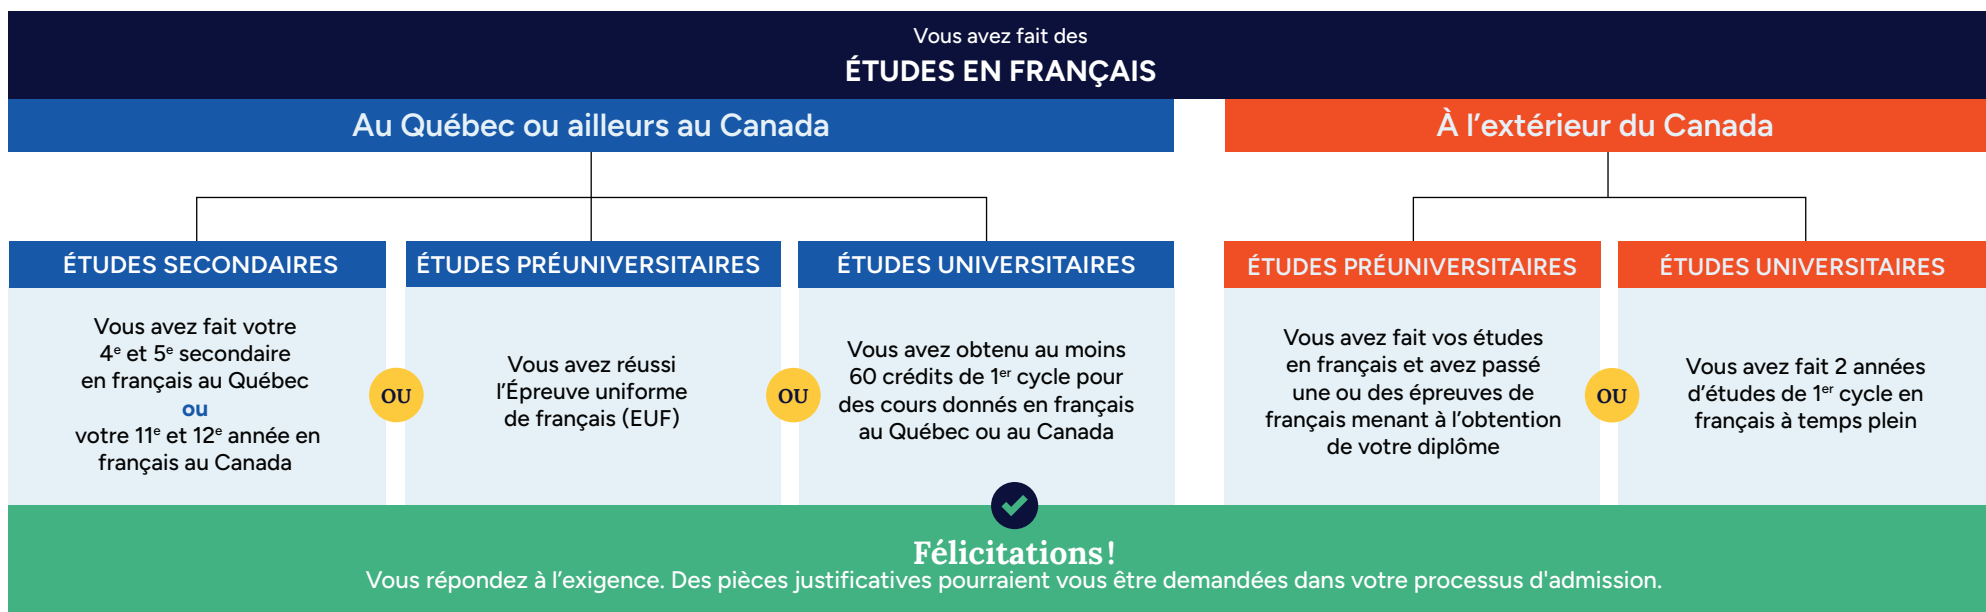 Vous avez fait des
ÉTUDES EN FRANÇAIS
Au Québec ou ailleurs au Canada
À l'extérieur du Canada
ÉTUDES SECONDAIRES
Vous avez fait votre
4e et 5e secondaire
en français au Québec
ou
votre 11e et 12e année en
français au Canada
OU
ÉTUDES PRÉUNIVERSITAIRES
Vous avez réussi
l'Épreuve uniforme
de français (EUF)
OU
ÉTUDES UNIVERSITAIRES
Vous avez obtenu au moins
60 crédits de 1er cycle pour
des cours donnés en français
au Québec ou au Canada
ÉTUDES PRÉUNIVERSITAIRES
Vous avez fait vos études
en français et avez passé
une ou des épreuves de
français menant à l'obtention
de votre diplôme
OU
ÉTUDES UNIVERSITAIRES
Vous avez fait 2 années
d'études de 1er cycle en
français à temps plein
Félicitations !
Vous répondez à l'exigence. Des pièces justificatives pourraient vous être demandées dans votre processus d'admission.